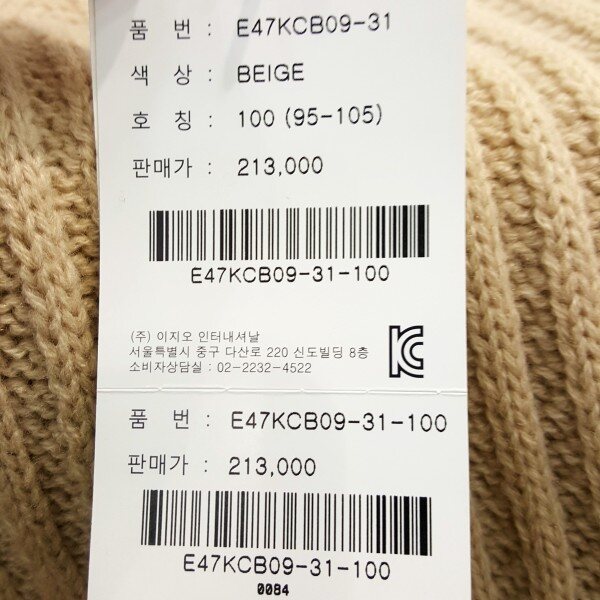 품 번 : E47KCB09-31
색 상 : BEIGE
호 칭 : 100 (95-105)
판매가 : 213,000
E47KCB09-31-100
(주) 이지오 인터내셔날
서울특별시 중구 다산로 220 신도빌딩 8층
소비자상담실 : 02-2232-4522
품 번 : E47KCB09-31-100
판매가 : 213,000
E47KCB09-31-100
0084